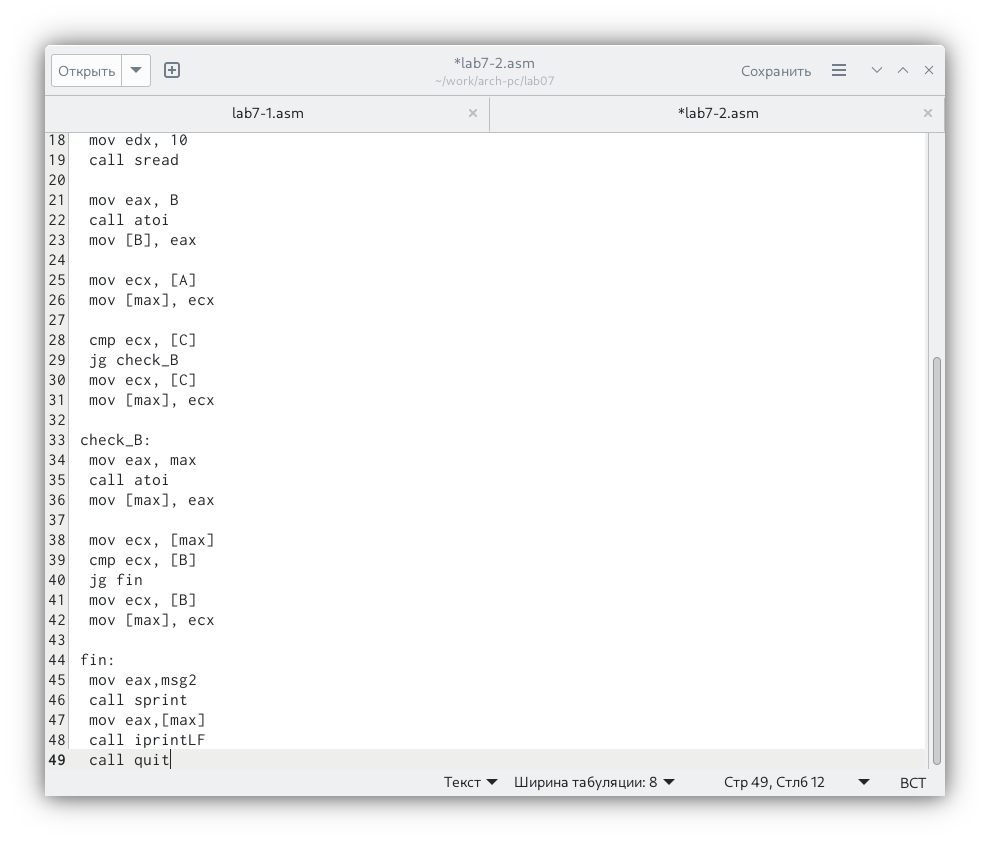 Открыть
*lab7-2.asm
~/work/arch-pc/lab07
Сохранить
lab7-1.asm
*lab7-2.asm
18 mov edx, 10
19 call sread
20
21 mov eax, B
22 call atoi
23 mov [B], eax
24
25 mov ecx, [A]
26 mov [max], ecx
27
28 cmp ecx, [C]
29 jg check_B
30 mov ecx, [C]
31 mov [max], ecx
32
33 check_B:
34 mov eax, max
35 call atoi
36 mov [max], eax
37
38 mov ecx, [max]
39 cmp ecx, [B]
40 jg fin
41 mov ecx, [B]
42 mov [max], ecx
43
44 fin:
45 mov eax,msg2
46 call sprint
47 mov eax,[max]
48 call iprintLF
49 call quit
Текст Ширина табуляции: 8 Стр 49, Стлб 12 ВСТ